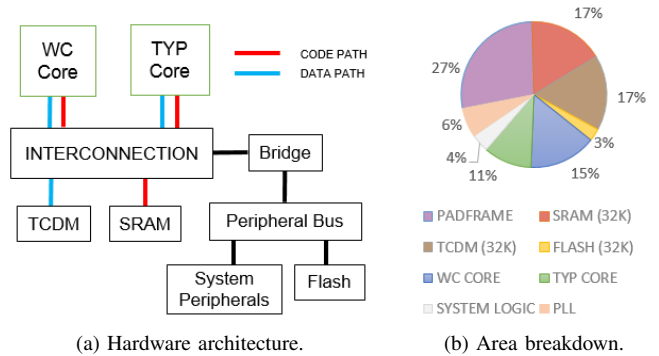 WC
Core
TYP
Core
CODE PATH
DATA PATH
INTERCONNECTION
Bridge
TCDM
SRAM
Peripheral Bus
System
Peripherals
Flash
(a) Hardware architecture.
17%
27%
17%
6%
3%
4%
11%
15%
PADFRAME
SRAM (32K)
TCDM (32K)
FLASH (32K)
WC CORE
TYP CORE
SYSTEM LOGIC
PLL
(b) Area breakdown.